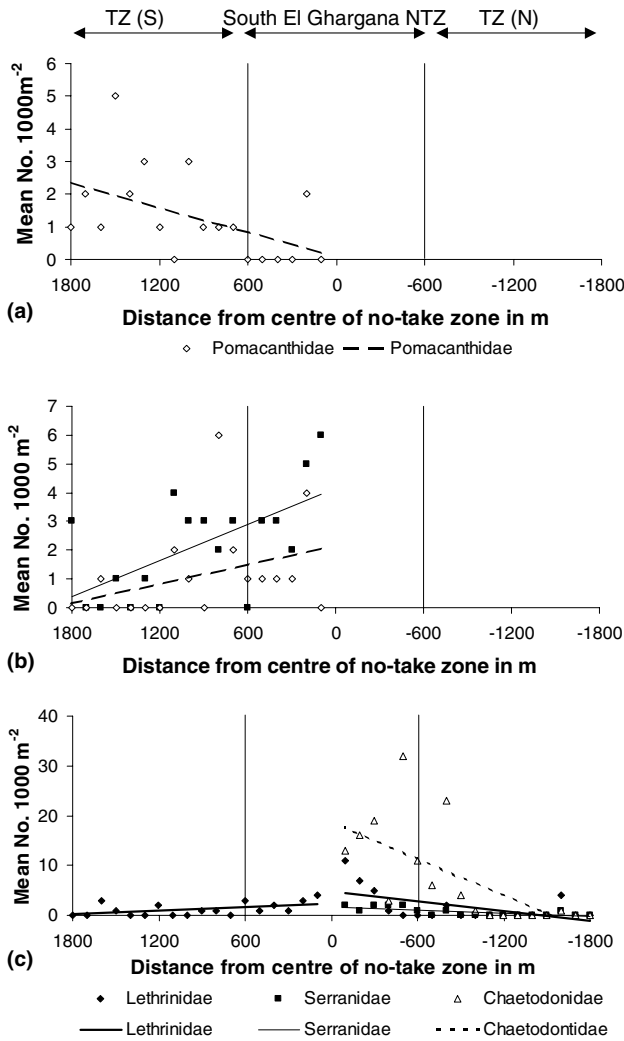 TZ (S) South El Ghargana NTZ TZ (N)
6
5
4
3
2
1
0
Mean No. 1000m-2
1800 1200 600 0 -600 -1200 -1800
(a)
Distance from centre of no-take zone in m
Pomacanthidae Pomacanthidae
7
6
5
4
3
2
1
0
Mean No. 1000 m-2
1800 1200 600 0 -600 -1200 -1800
(b)
Distance from centre of no-take zone in m
40
30
20
10
0
Mean No. 1000 m-2
1800 1200 600 0 -600 -1200 -1800
(c)
Distance from centre of no-take zone in m
Lethrinidae Serranidae Chaetodonidae
Lethrinidae Serranidae Chaetodontidae